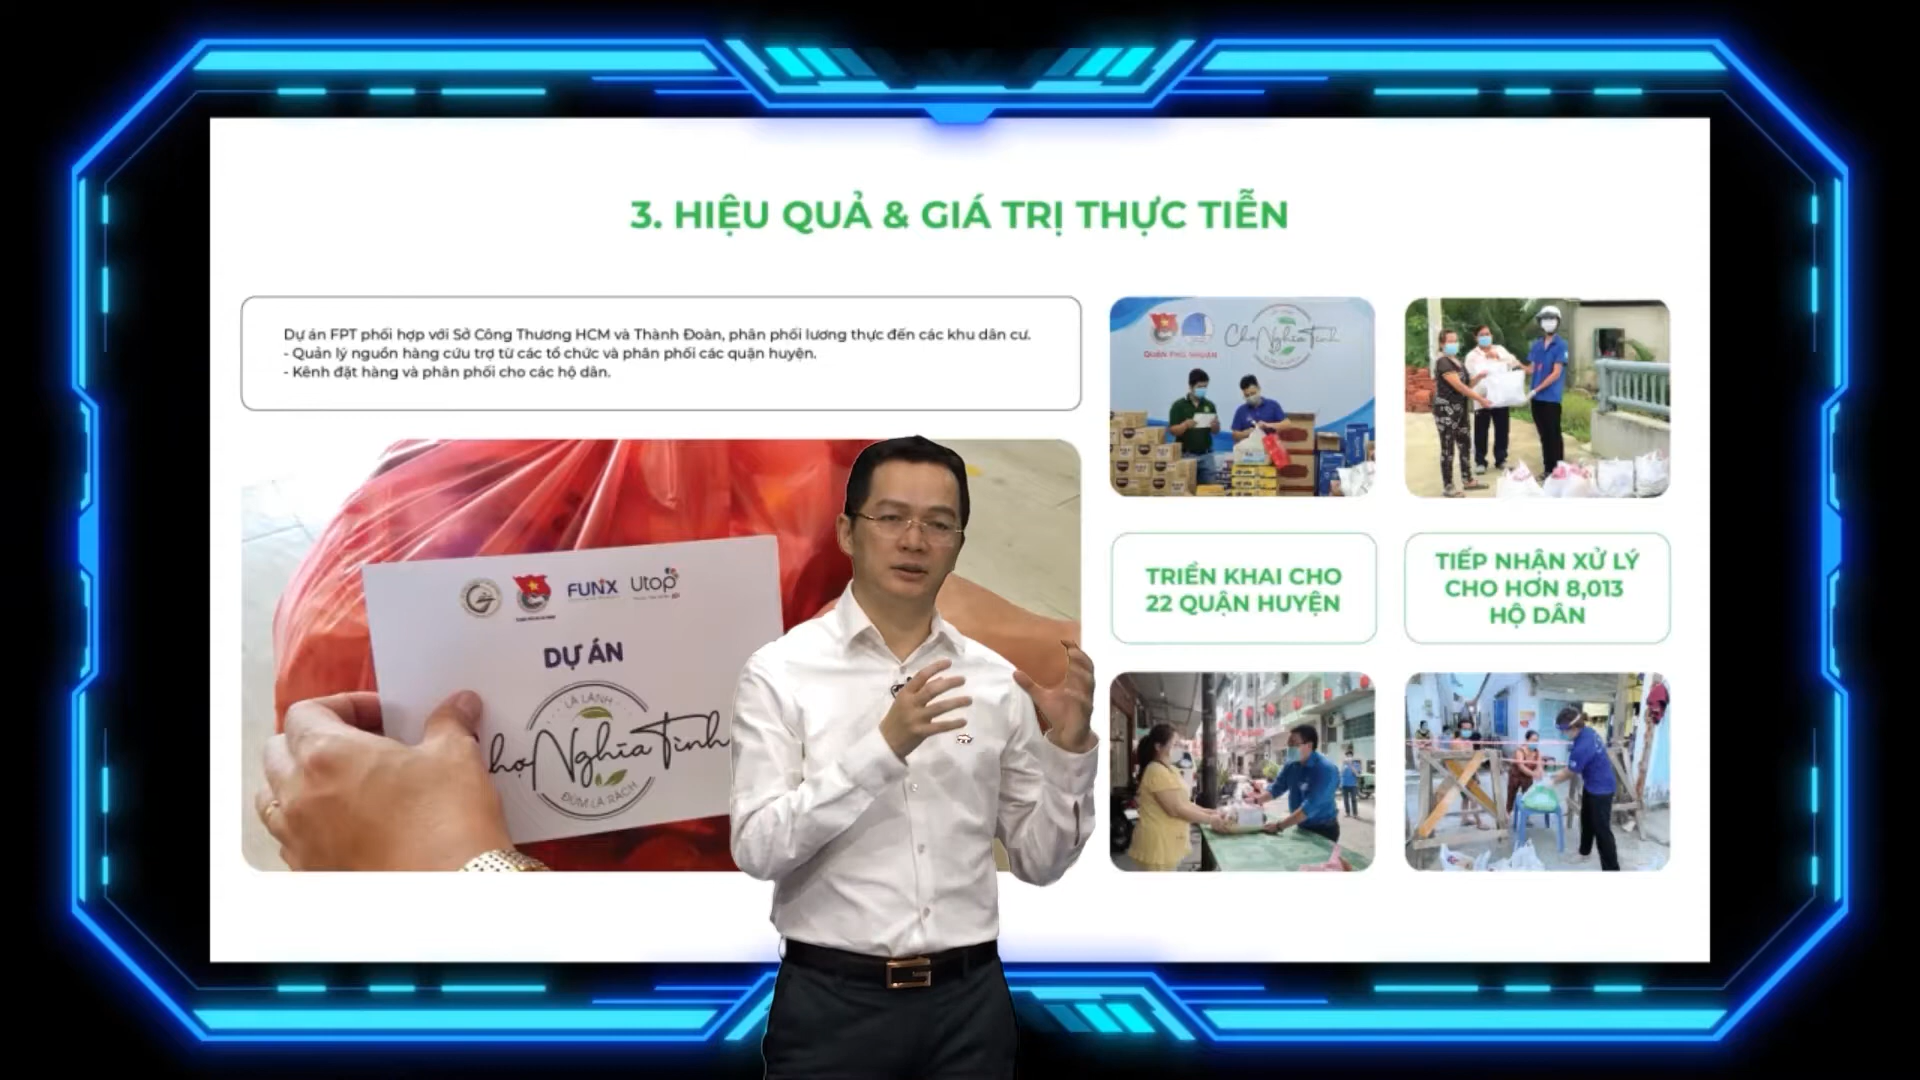 3. HIỆU QUẢ & GIÁ TRỊ THỰC TIỄN
Dự án FPT phối hợp với Sở Công Thương HCM và Thành Đoàn, phân phối lương thực đến các khu dân cư.
- Quản lý nguồn hàng cứu trợ từ các tổ chức và phân phối các quận huyện.
- Kênh đặt hàng và phân phối cho các hộ dân.
FUNiX Utop
DỰ ÁN
LÁ LÀNH
Chợ Nghĩa Tình
ĐÙM LÁ RÁCH
QUẬN PHÚ NHUẬN
Chợ Nghĩa Tình
TRIỂN KHAI CHO
22 QUẬN HUYỆN
TIẾP NHẬN XỬ LÝ
CHO HƠN 8,013
HỘ DÂN